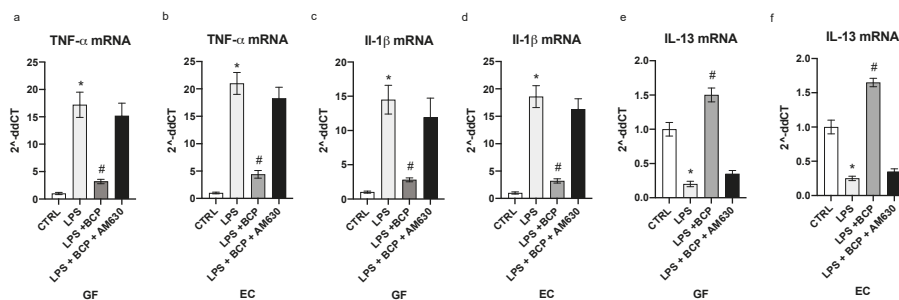 a
TNF-α mRNA
2^-ddCT
25
20
15
10
5
0
*
#
CTRL
LPS
LPS +BCP
LPS + BCP + AM630
GF
b
TNF-α mRNA
2^-ddCT
25
20
15
10
5
0
*
#
CTRL
LPS
LPS +BCP
LPS + BCP + AM630
EC
c
Il-1β mRNA
2^-ddCT
20
15
10
5
0
*
#
CTRL
LPS
LPS +BCP
LPS + BCP + AM630
GF
d
Il-1β mRNA
2^-ddCT
25
20
15
10
5
0
*
#
CTRL
LPS
LPS +BCP
LPS + BCP + AM630
EC
e
IL-13 mRNA
2^-ddCT
2.0
1.5
1.0
0.5
0.0
*
#
CTRL
LPS
LPS +BCP
LPS + BCP + AM630
GF
f
IL-13 mRNA
2^-ddCT
2.0
1.5
1.0
0.5
0.0
*
#
CTRL
LPS
LPS +BCP
LPS + BCP + AM630
EC